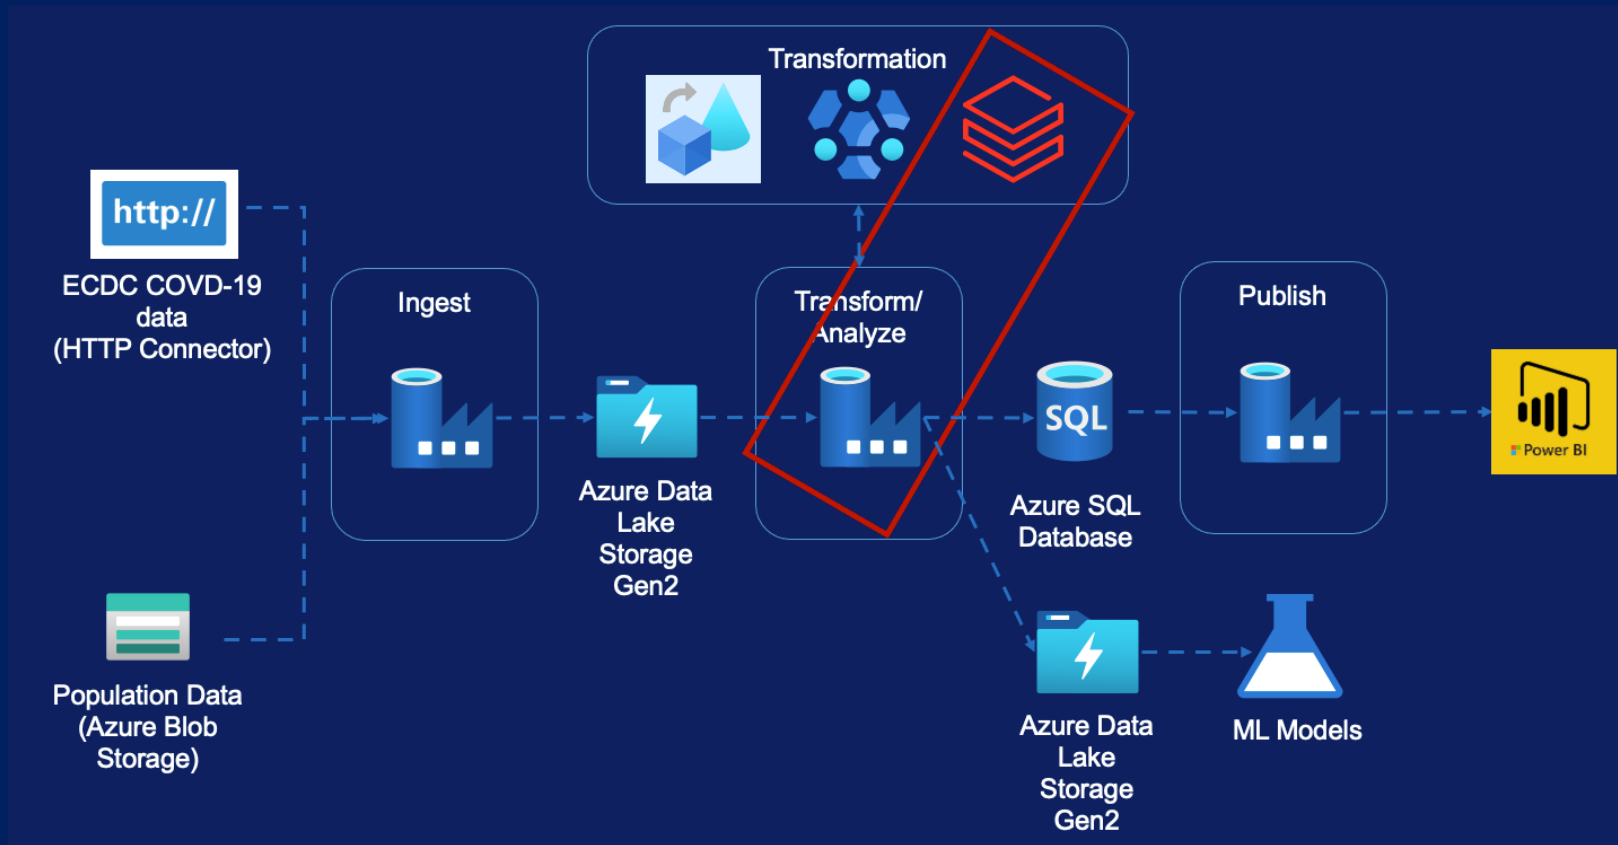 Transformation
http://
ECDC COVD-19
data
(HTTP Connector)
Ingest
Transform/
Analyze
Publish
SQL
Power BI
Azure Data
Lake
Storage
Gen2
Azure SQL
Database
Population Data
(Azure Blob
Storage)
Azure Data
Lake
Storage
Gen2
ML Models